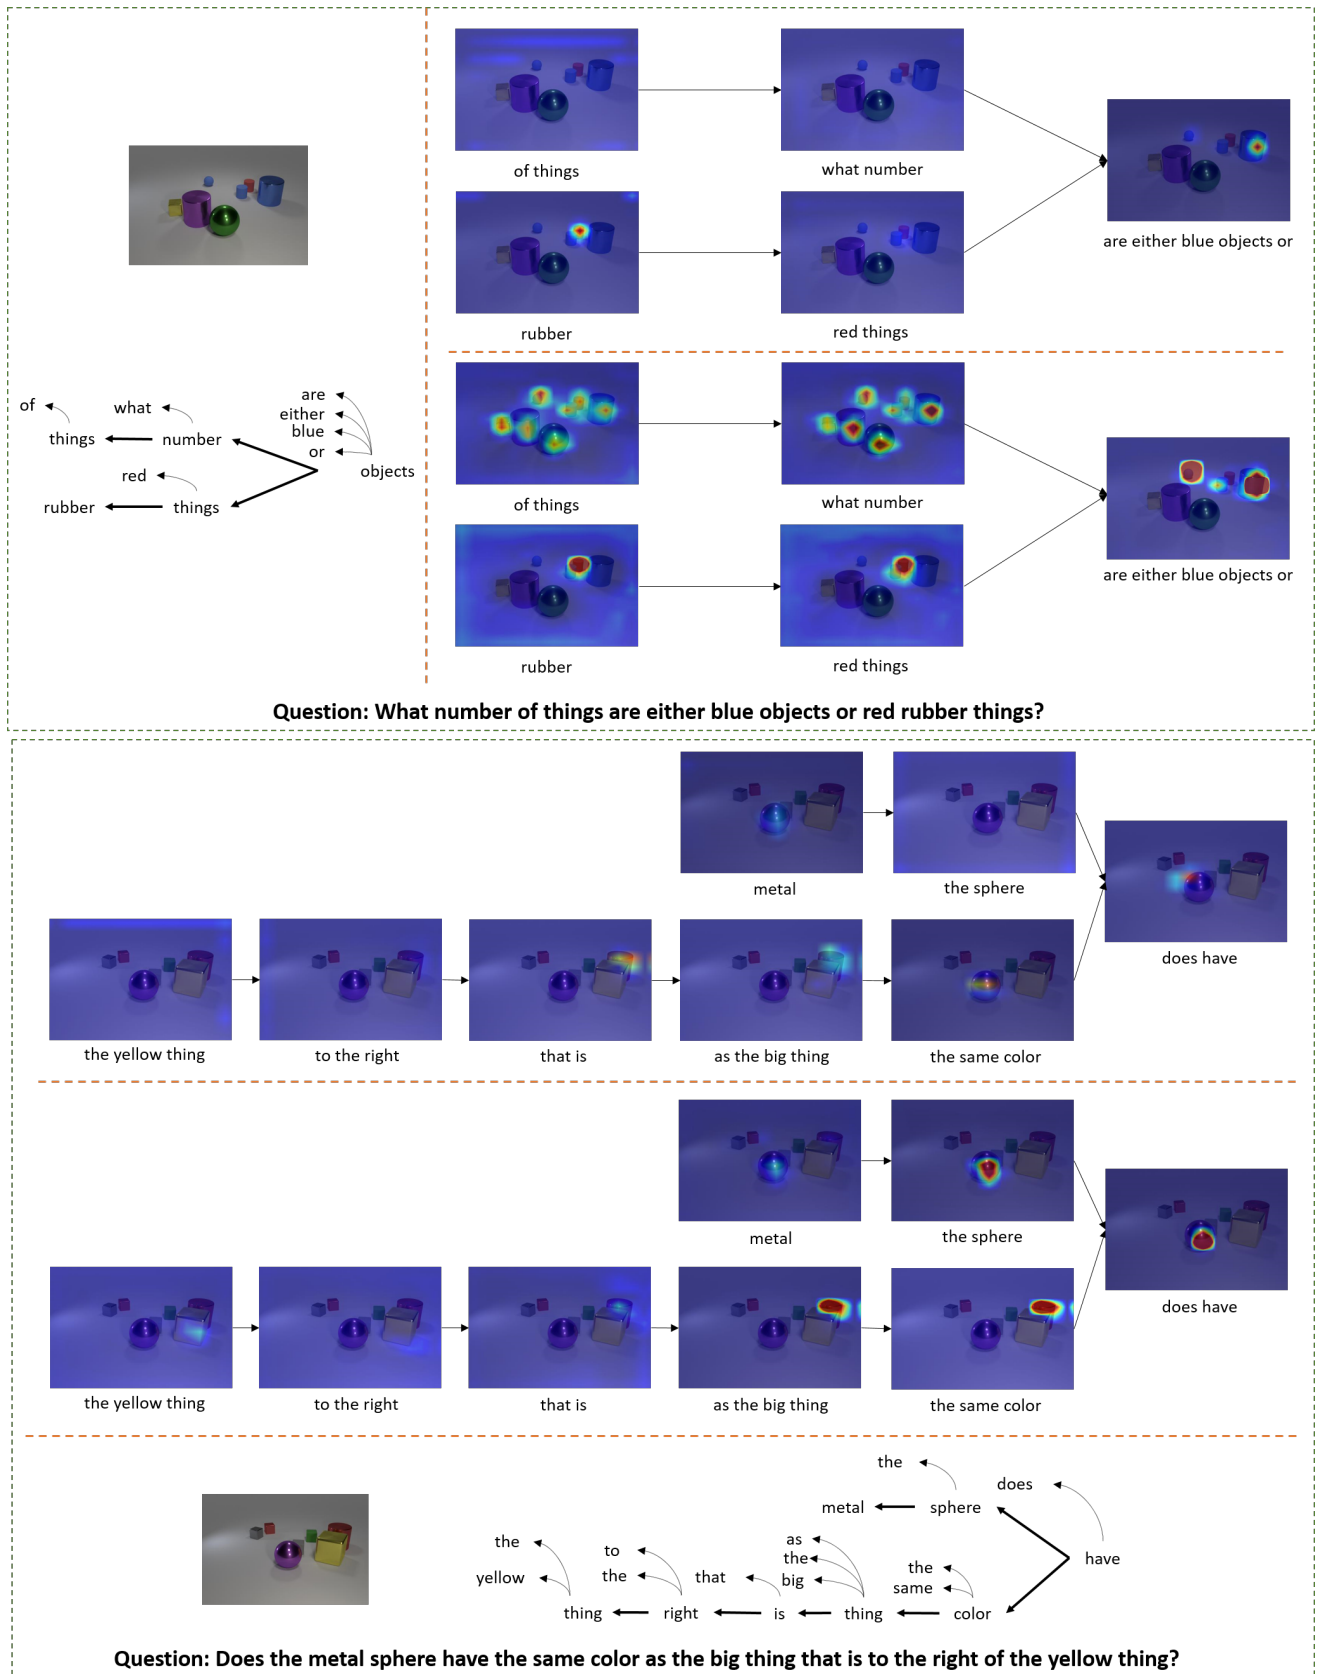 of things
what number
are either blue objects or
rubber
red things
of
what
things
number
are
either
blue
or
objects
red
rubber
things
of things
what number
are either blue objects or
rubber
red things
Question: What number of things are either blue objects or red rubber things?
metal
the sphere
does have
the yellow thing
to the right
that is
as the big thing
the same color
metal
the sphere
does have
the yellow thing
to the right
that is
as the big thing
the same color
the
does
metal
sphere
have
the
yellow
to
the
that
as
the
big
the
same
thing
right
is
thing
color
Question: Does the metal sphere have the same color as the big thing that is to the right of the yellow thing?